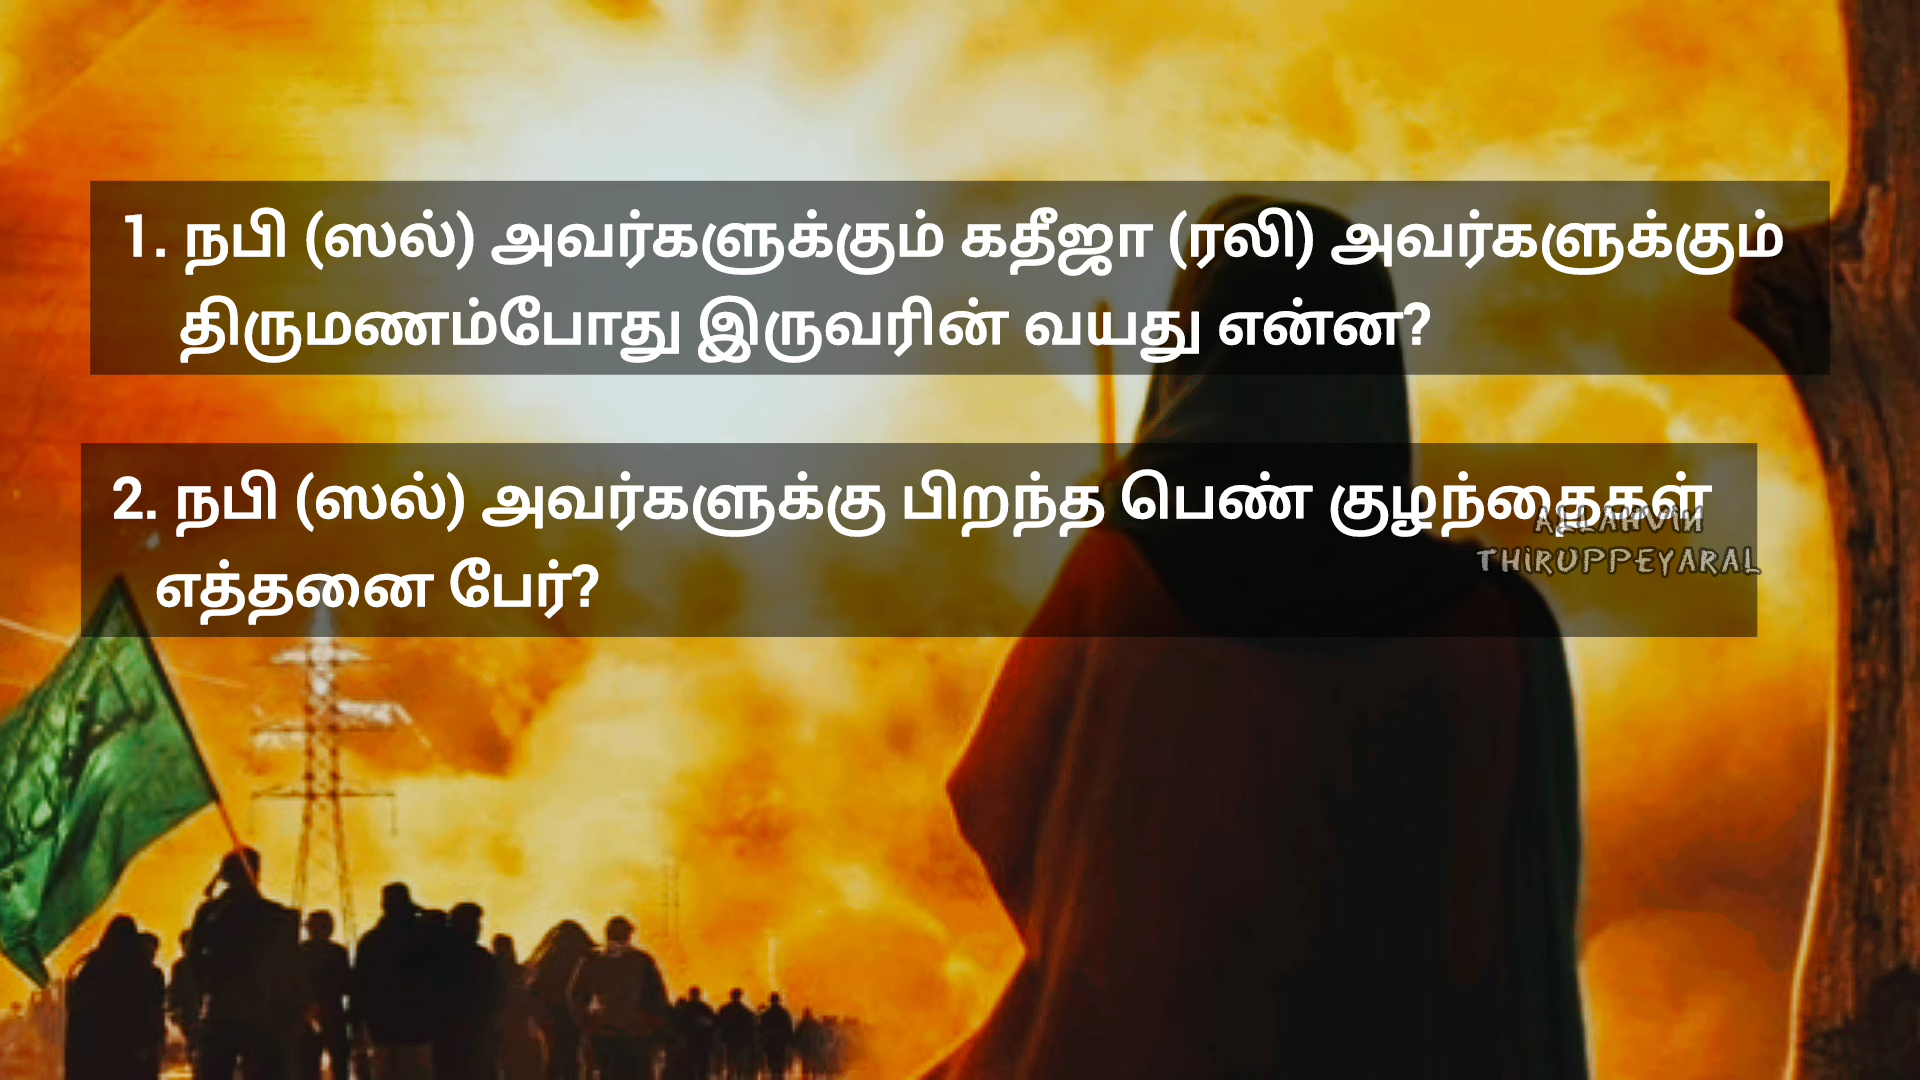 1. நபி (ஸல்) அவர்களுக்கும் கதீஜா (ரலி) அவர்களுக்கும்
திருமணம்போது இருவரின் வயது என்ன?
2. நபி (ஸல்) அவர்களுக்கு பிறந்த பெண் குழந்தைகள்
எத்தனை பேர்?
ALLAHVIN
THIRUPPEYARAL